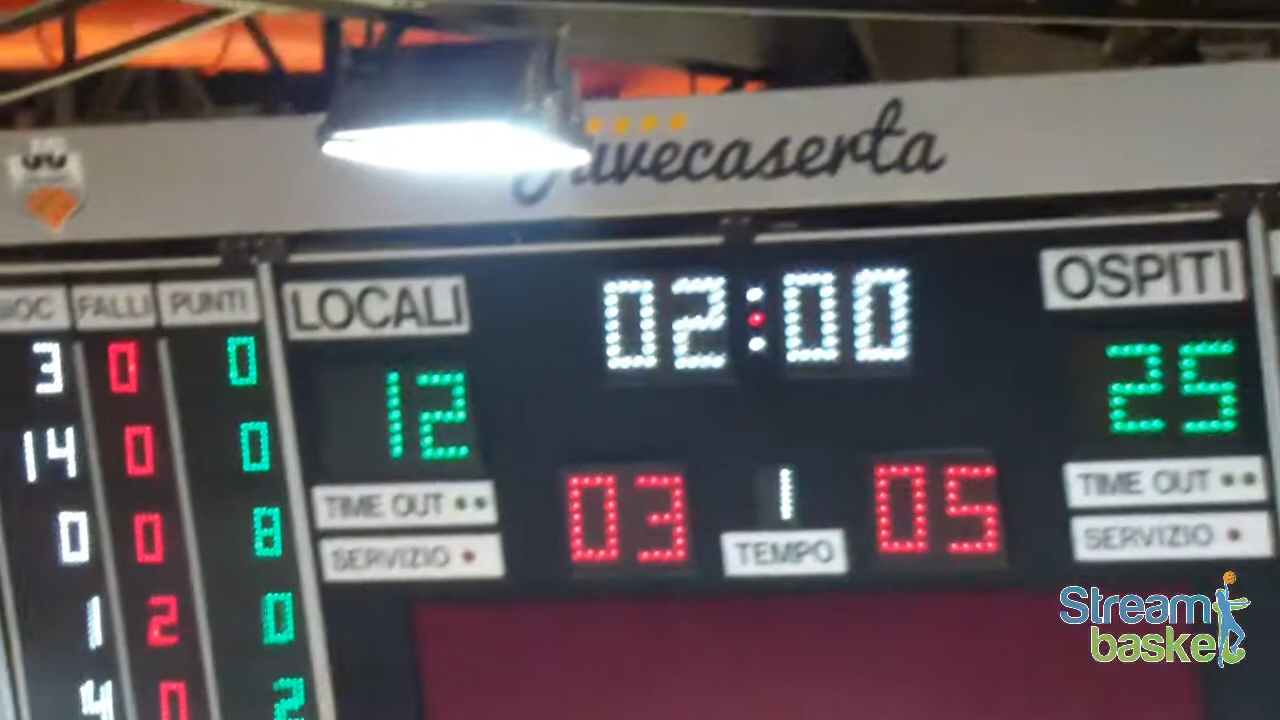 Juvecaserta
GIOC FALLI PUNTI
LOCALI
02:00
OSPITI
3 0 0
12
25
14 0 0
TIME OUT
03
1
05
TIME OUT
0 0 8
SERVIZIO
TEMPO
SERVIZIO
1 2 0
4 0 2
Stream
basket